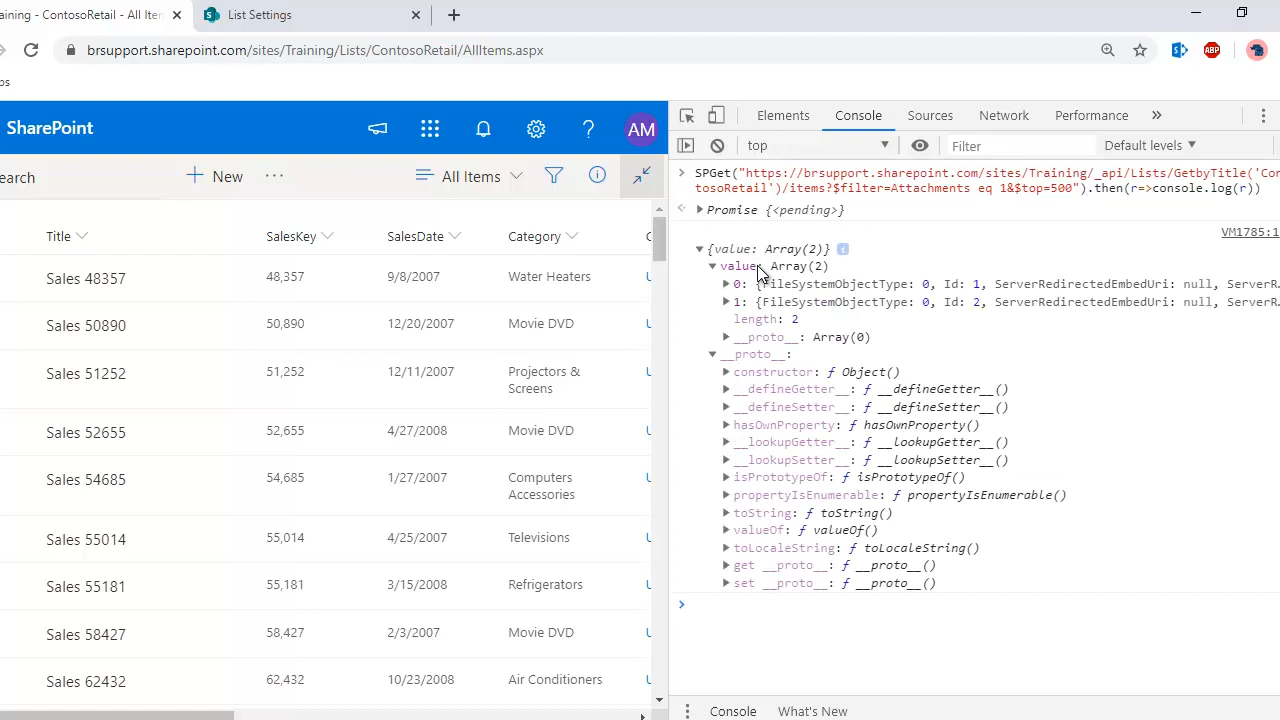 aining - ContosoRetail - All Iten
List Settings
brsupport.sharepoint.com/sites/Training/Lists/ContosoRetail/AllItems.aspx
ABP
ps
SharePoint
AM
earch
New
All Items
Title
SalesKey
SalesDate
Category
C
Sales 48357
48,357
9/8/2007
Water Heaters
U
Sales 50890
50,890
12/20/2007
Movie DVD
U
Sales 51252
51,252
12/11/2007
Projectors &
Screens
U
Sales 52655
52,655
4/27/2008
Movie DVD
U
Sales 54685
54,685
1/27/2007
Computers
Accessories
U
Sales 55014
55,014
4/25/2007
Televisions
U
Sales 55181
55,181
3/15/2008
Refrigerators
U
Sales 58427
58,427
2/3/2007
Movie DVD
U
Sales 62432
62,432
10/23/2008
Air Conditioners
U
Elements
Console
Sources
Network
Performance
top
Filter
Default levels
SPGet("https://brsupport.sharepoint.com/sites/Training/_api/Lists/GetbyTitle('Con
tosoRetail')/items?$filter=Attachments eq 1&$top=500").then(r=>console.log(r))
Promise {<pending>}
VM1785:1
{value: Array(2)}
value: Array(2)
0: {FileSystemObjectType: 0, Id: 1, ServerRedirectedEmbedUri: null, ServerR…
1: {FileSystemObjectType: 0, Id: 2, ServerRedirectedEmbedUri: null, ServerR…
length: 2
__proto__: Array(0)
__proto__:
constructor: ƒ Object()
__defineGetter__: ƒ __defineGetter__()
__defineSetter__: ƒ __defineSetter__()
hasOwnProperty: ƒ hasOwnProperty()
__lookupGetter__: ƒ __lookupGetter__()
__lookupSetter__: ƒ __lookupSetter__()
isPrototypeOf: ƒ isPrototypeOf()
propertyIsEnumerable: ƒ propertyIsEnumerable()
toString: ƒ toString()
valueOf: ƒ valueOf()
toLocaleString: ƒ toLocaleString()
get __proto__: ƒ __proto__()
set __proto__: ƒ __proto__()
Console
What's New